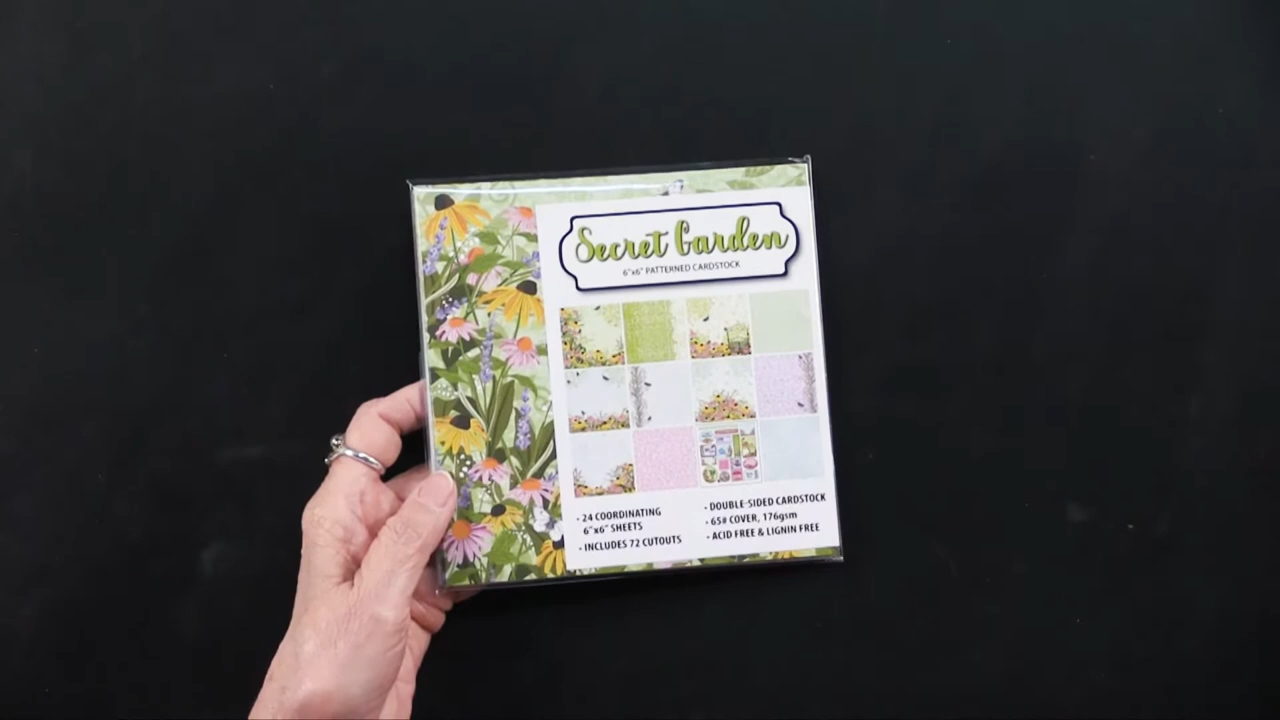 Secret Garden
6"x6" PATTERNED CARDSTOCK
• 24 COORDINATING
6"x6" SHEETS
• INCLUDES 72 CUTOUTS
• DOUBLE-SIDED CARDSTOCK
• 65# COVER, 176gsm
• ACID FREE & LIGNIN FREE